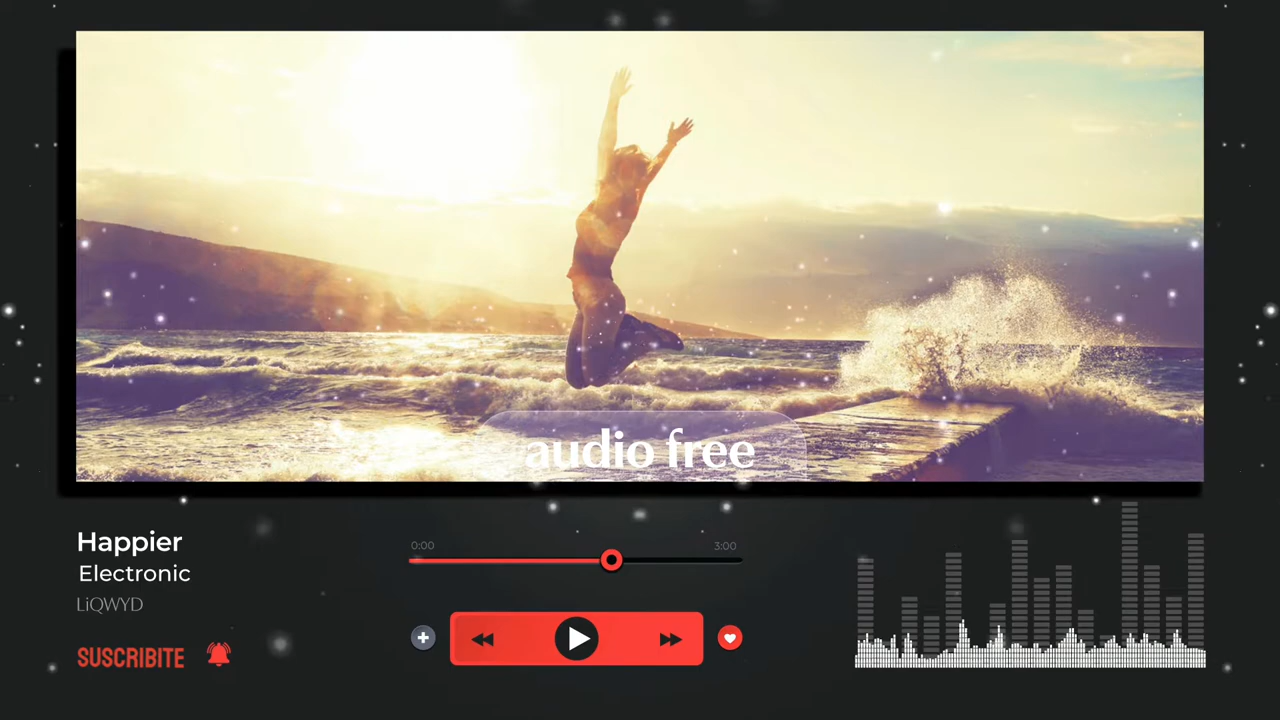 audio free
Happier
Electronic
LiQWYD
SUSCRIBITE
0:00
3:00